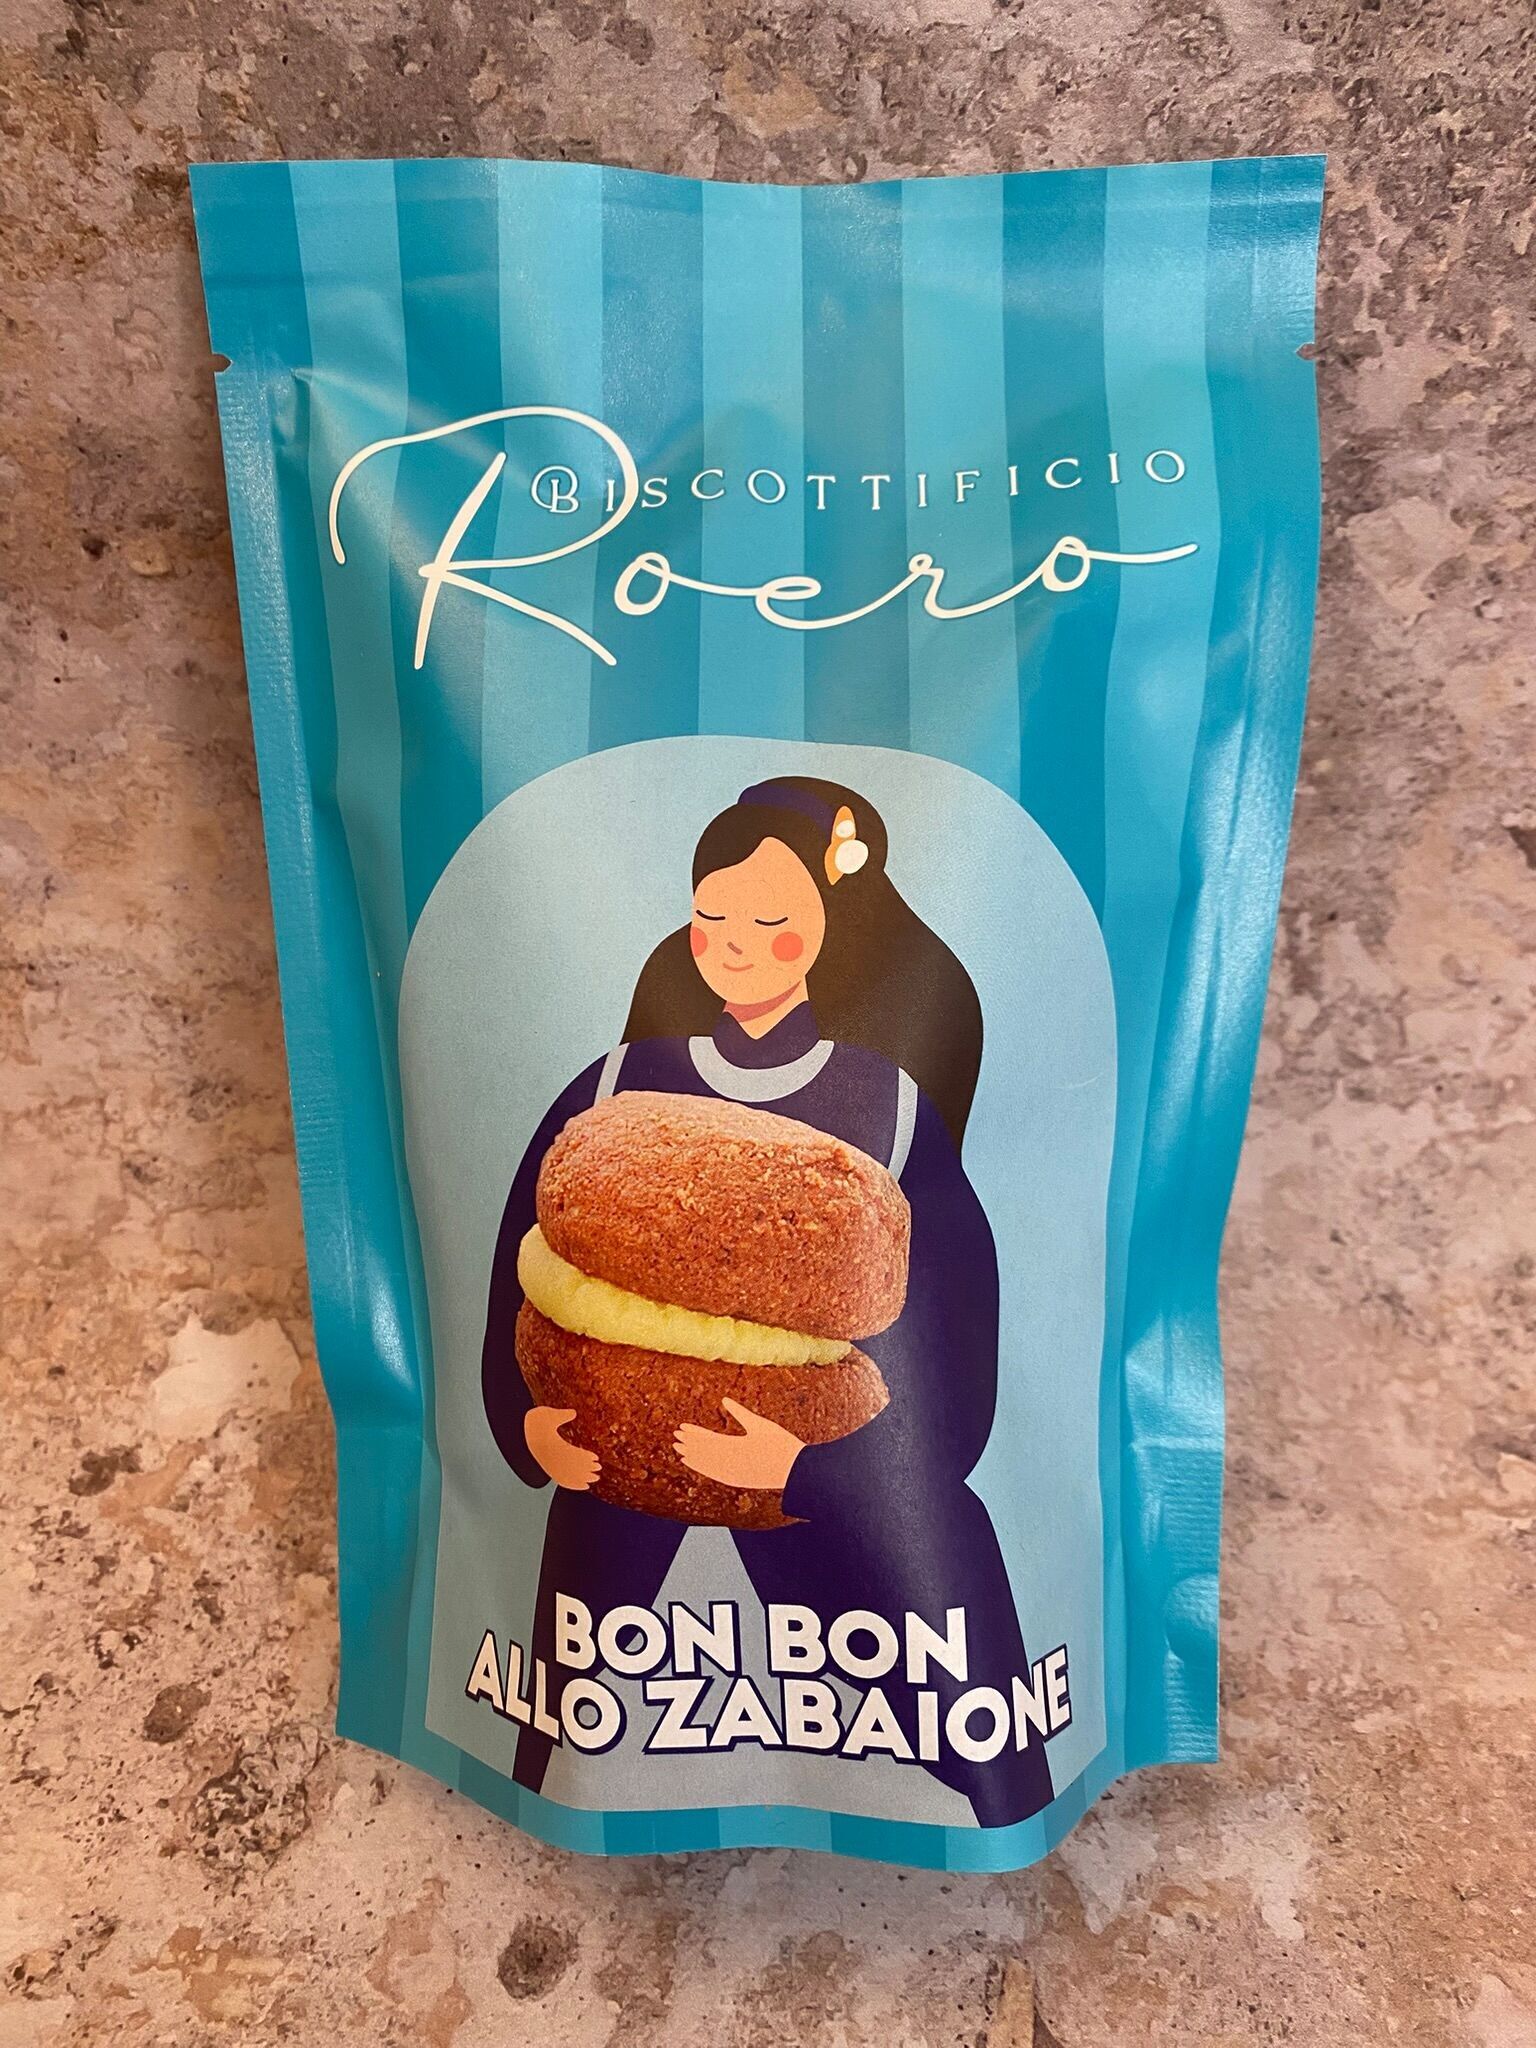 BISCOTTIFICIO
Roero
BON BON
ALLO ZABAIONE